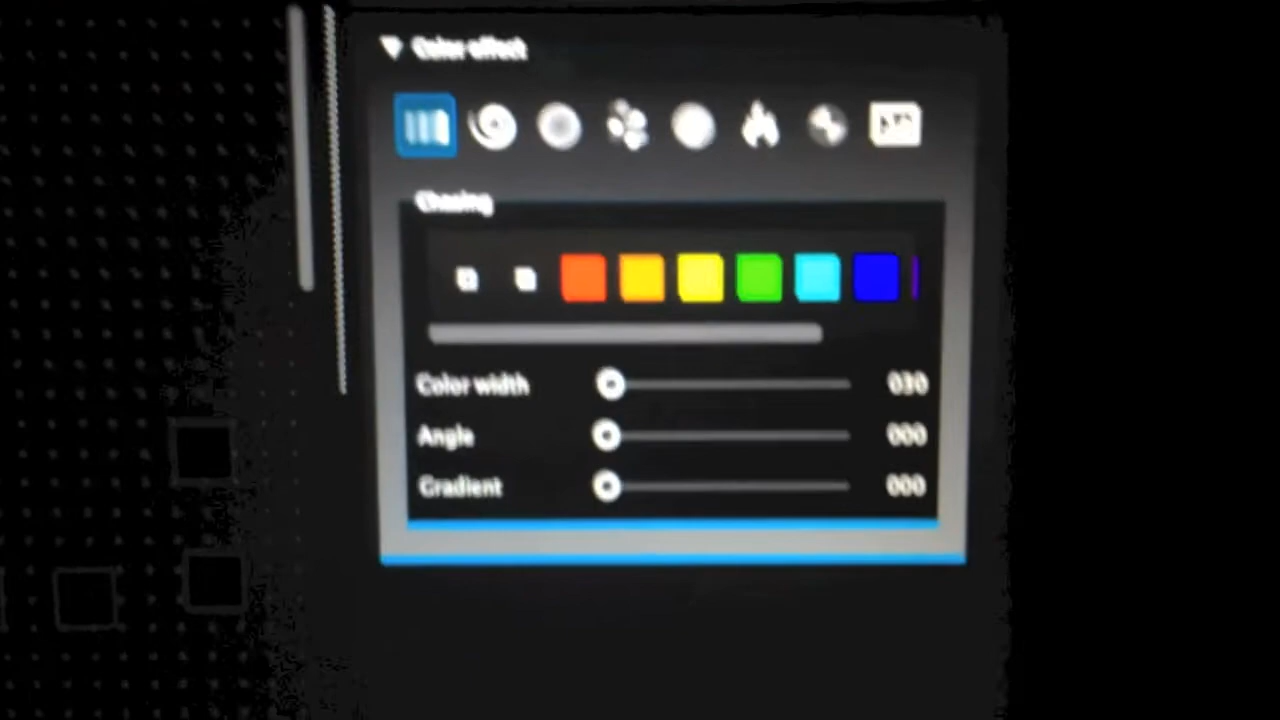 Color effect
Chasing
Color width 030
Angle 000
Gradient 000